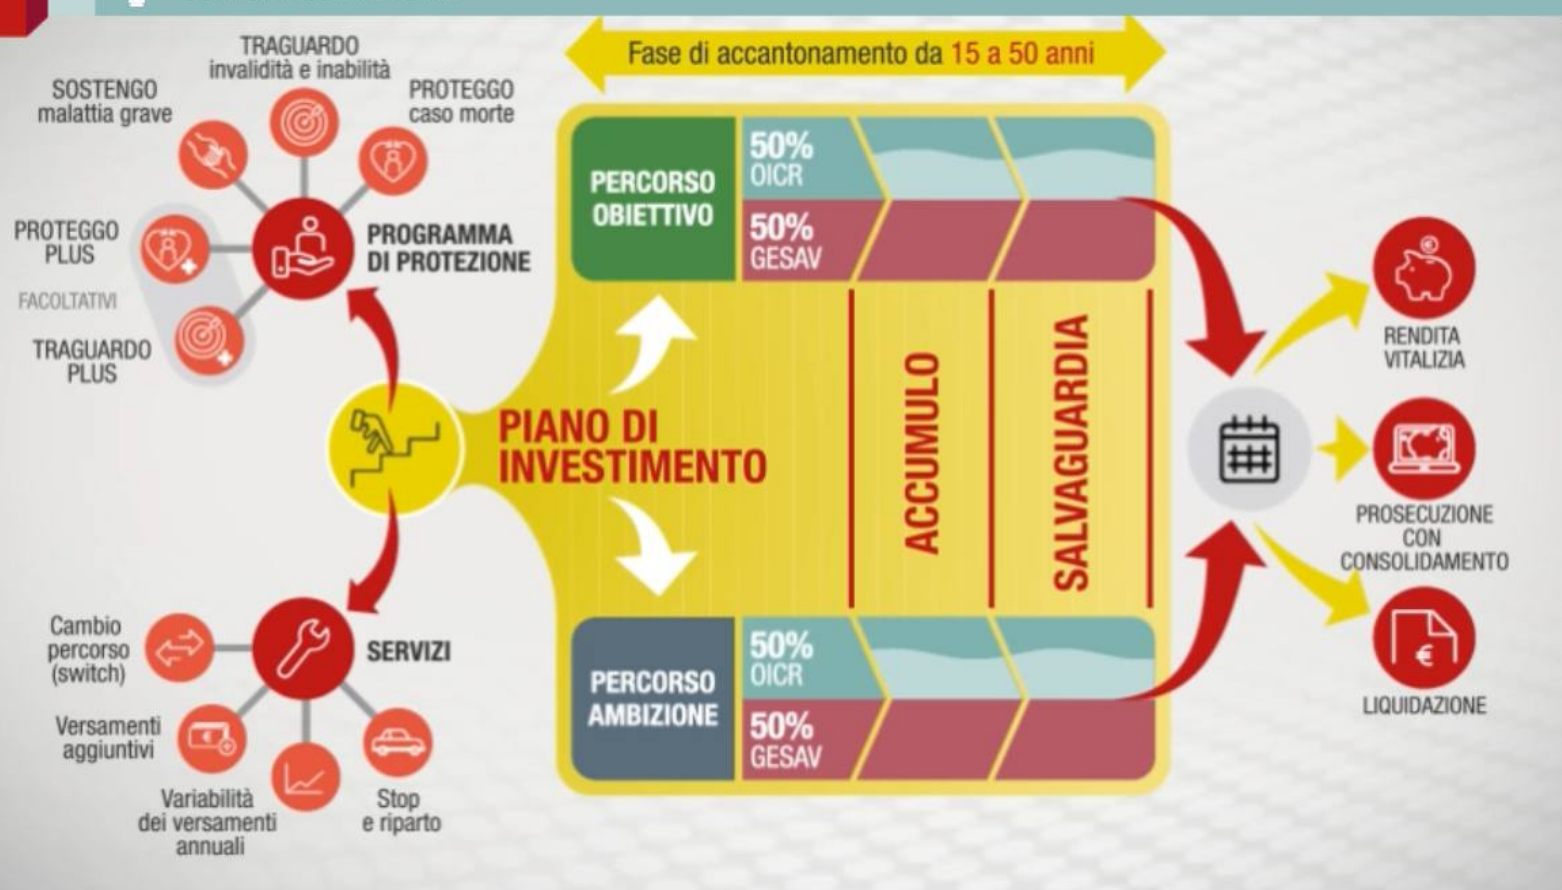 TRAGUARDO
invalidità e inabilità
SOSTENGO
malattia grave
PROTEGGO
caso morte
PROTEGGO
PLUS
FACOLTATIVI
TRAGUARDO
PLUS
PROGRAMMA
DI PROTEZIONE
Fase di accantonamento da 15 a 50 anni
PERCORSO
OBIETTIVO
50%
OICR
50%
GESAV
PIANO DI
INVESTIMENTO
ACCUMULO
SALVAGUARDIA
PERCORSO
AMBIZIONE
50%
OICR
50%
GESAV
SERVIZI
Cambio
percorso
(switch)
Versamenti
aggiuntivi
Variabilità
dei versamenti
annuali
Stop
e riparto
RENDITA
VITALIZIA
PROSECUZIONE
CON
CONSOLIDAMENTO
LIQUIDAZIONE